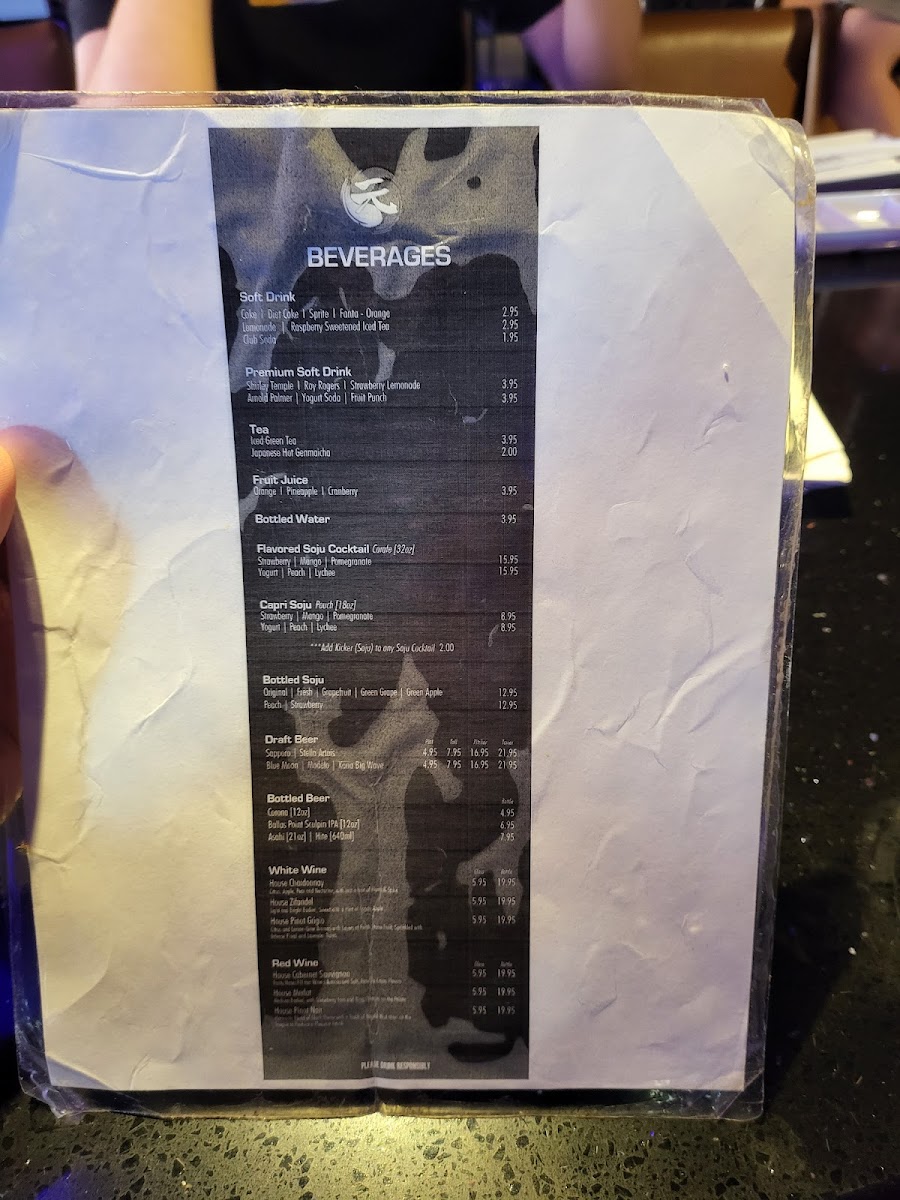 BEVERAGES
Soft Drink
Coke | Diet Coke | Sprite | Fanta - Orange 2.95
Lemonade | Raspberry Sweetened Iced Tea 2.95
Club Soda 1.95
Premium Soft Drink
Shirley Temple | Roy Rogers | Strawberry Lemonade 3.95
Arnold Palmer | Yogurt Soda | Fruit Punch 3.95
Tea
Iced Green Tea 3.95
Japanese Hot Genmaicha 2.00
Fruit Juice
Orange | Pineapple | Cranberry 3.95
Bottled Water 3.95
Flavored Soju Cocktail Carafe [32oz]
Strawberry | Mango | Pomegranate 15.95
Yogurt | Peach | Lychee 15.95
Capri Soju Pouch [18oz]
Strawberry | Mango | Pomegranate 8.95
Yogurt | Peach | Lychee 8.95
***Add Kicker (Soju) to any Soju Cocktail 2.00
Bottled Soju
Original | Fresh | Grapefruit | Green Grape | Green Apple 12.95
Peach | Strawberry 12.95
Draft Beer Pint Tall Pitcher Tower
Sapporo | Stella Artois 4.95 7.95 16.95 21.95
Blue Moon | Modelo | Kona Big Wave 4.95 7.95 16.95 21.95
Bottled Beer Bottle
Corona [12oz] 4.95
Ballas Point Sculpin IPA [12oz] 6.95
Asahi [21oz] | Hite [640ml] 7.95
White Wine Glass Bottle
House Chardonnay 5.95 19.95
House Zifandel 5.95 19.95
House Pinot Grigio 5.95 19.95
Red Wine Glass Bottle
House Cabernet Sauvignon 5.95 19.95
House Merlot 5.95 19.95
House Pinot Noir 5.95 19.95
PLEASE DRINK RESPONSIBLY